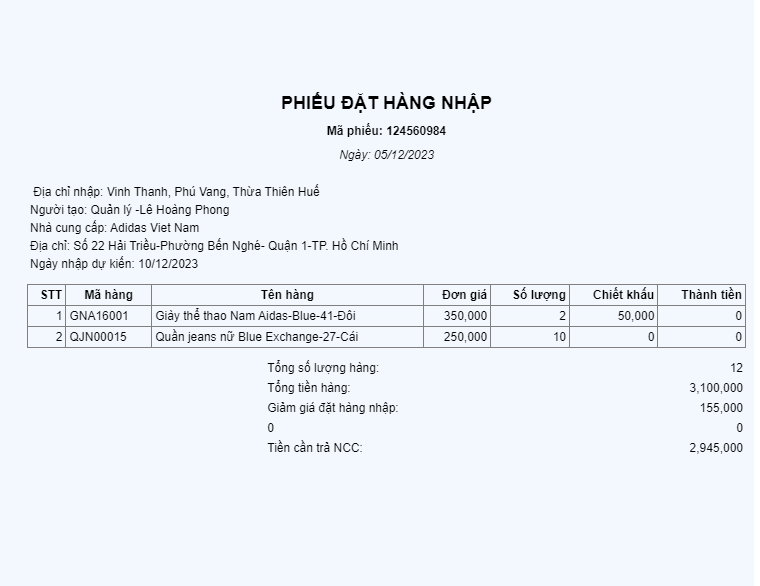 PHIẾU ĐẶT HÀNG NHẬP
Mã phiếu: 124560984
Ngày: 05/12/2023
Địa chỉ nhập: Vinh Thanh, Phú Vang, Thừa Thiên Huế
Người tạo: Quản lý -Lê Hoàng Phong
Nhà cung cấp: Adidas Viet Nam
Địa chỉ: Số 22 Hải Triều-Phường Bến Nghé- Quận 1-TP. Hồ Chí Minh
Ngày nhập dự kiến: 10/12/2023
STT Mã hàng Tên hàng Đơn giá Số lượng Chiết khấu Thành tiền
1 GNA16001 Giày thể thao Nam Aidas-Blue-41-Đôi 350,000 2 50,000 0
2 QJN00015 Quần jeans nữ Blue Exchange-27-Cái 250,000 10 0 0
Tổng số lượng hàng: 12
Tổng tiền hàng: 3,100,000
Giảm giá đặt hàng nhập: 155,000
0 0
Tiền cần trả NCC: 2,945,000